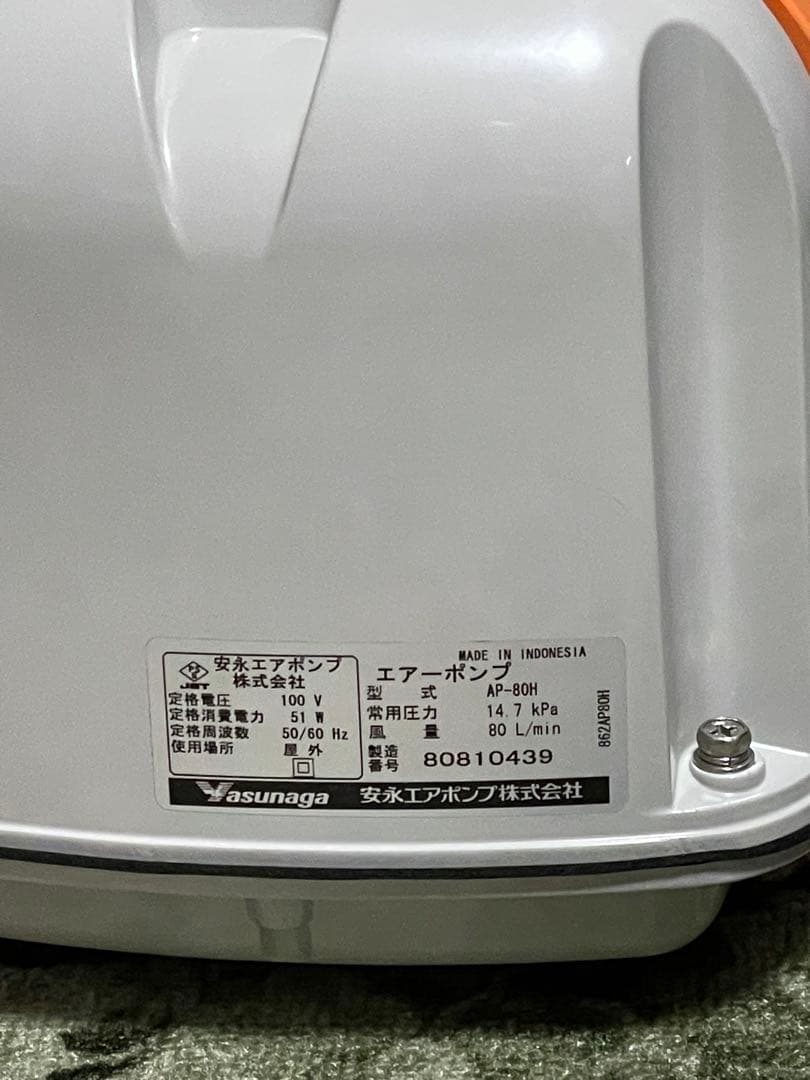 安永エアポンプ
株式会社
JET
定格電圧 100 V
定格消費電力 51 W
定格周波数 50/60 Hz
使用場所 屋外
MADE IN INDONESIA
エアーポンプ
型式 AP-80H
常用圧力 14.7 kPa
風量 80 L/min
製造
番号 80810439
862AP80H
Yasunaga 安永エアポンプ株式会社